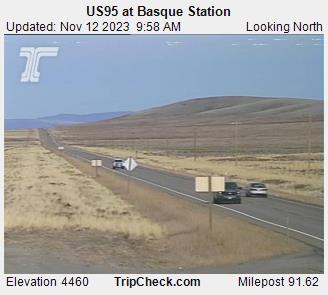 US95 at Basque Station
Updated: Nov 12 2023 9:58 AM Looking North
Elevation 4460 TripCheck.com Milepost 91.62